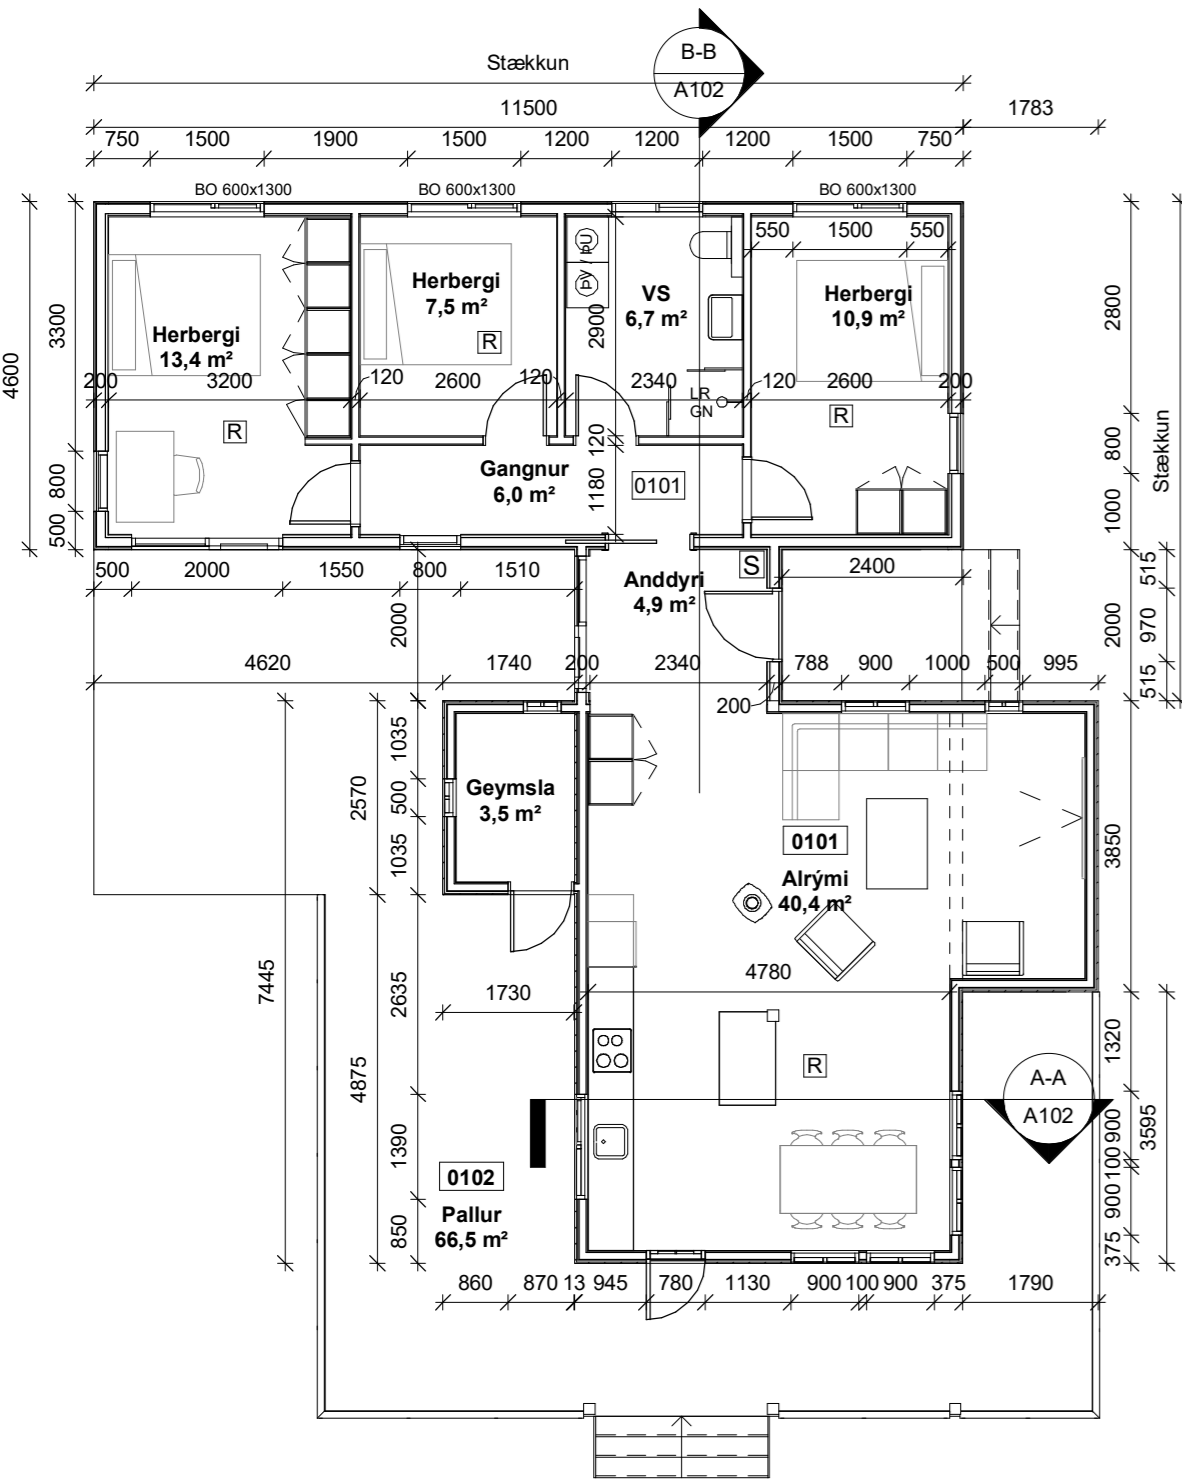 Stækkun
B-B
A102
11500
1783
750 1500 1900 1500 1200 1200 1200 1500 750
BO 600x1300
BO 600x1300
BO 600x1300
550 1500 550
ÞV / ÞU
Herbergi
7,5 m²
VS
6,7 m²
Herbergi
10,9 m²
Herbergi
13,4 m²
4600
3300
800
500
2900
2800
800
1000
Stækkun
200 3200 120 2600 120 2340 120 2600 200
LR
GN
R
R
R
120
1180
Gangnur
6,0 m²
0101
S
Anddyri
4,9 m²
2400
500 2000 1550 800 1510
2000
2000
515
970
515
4620 1740 200 2340 788 900 1000 500 995
200
1035
500
1035
2570
Geymsla
3,5 m²
0101
Alrými
40,4 m²
3850
7445
2635
4875
1730
4780
1320
R
A-A
A102
3595
900
100
900
375
1390
850
0102
Pallur
66,5 m²
860 870 13 945 780 1130 900 100 900 375 1790